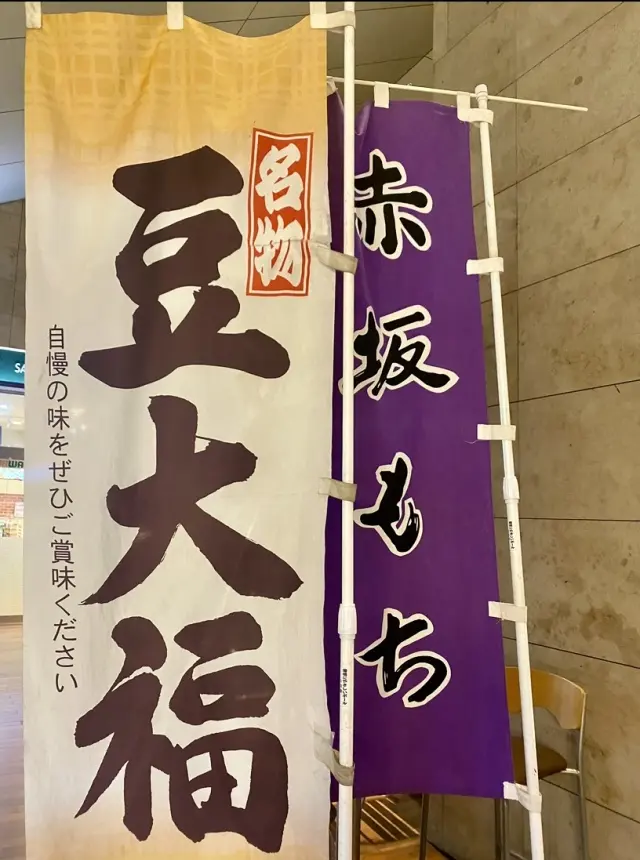 名物
豆大福
自慢の味をぜひご賞味ください
赤坂もち